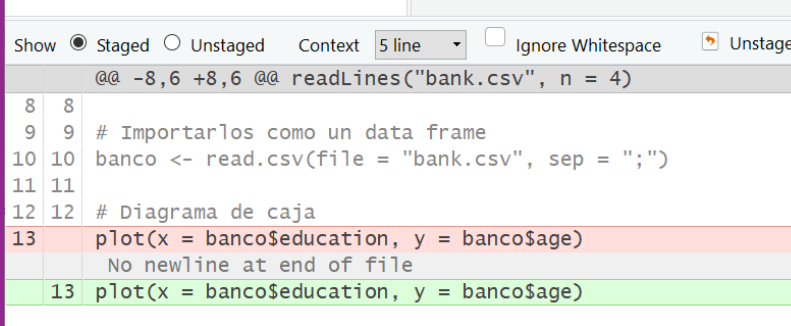 Show Staged Unstaged Context 5 line Ignore Whitespace Unstage
@@ -8,6 +8,6 @@ readLines("bank.csv", n = 4)
8 8
9 9 # Importarlos como un data frame
10 10 banco <- read.csv(file = "bank.csv", sep = ";")
11 11
12 12 # Diagrama de caja
13 plot(x = banco$education, y = banco$age)
No newline at end of file
13 plot(x = banco$education, y = banco$age)